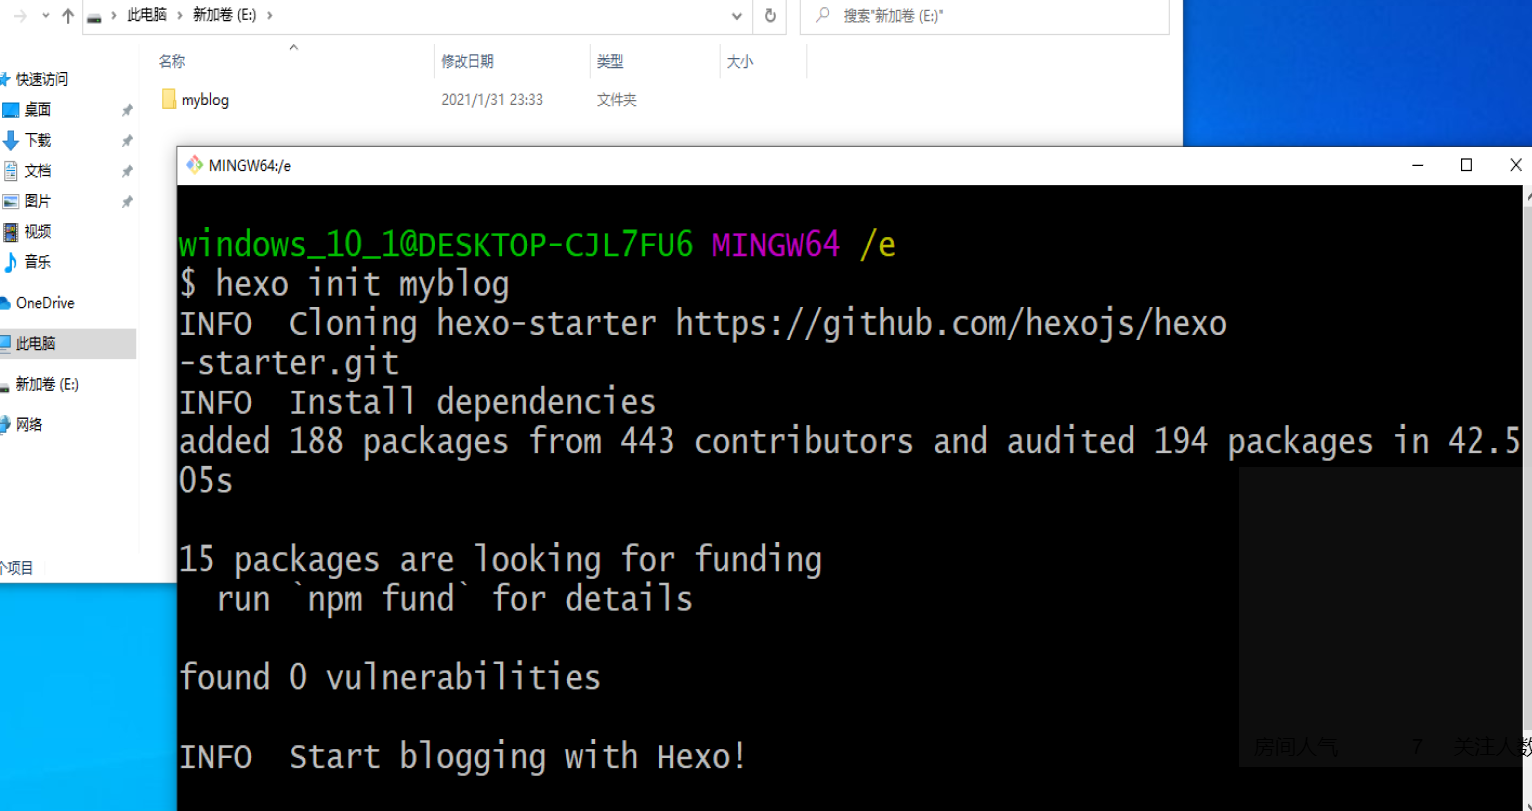 此电脑 > 新加卷 (E:) >
搜索"新加卷 (E:)"
名称 修改日期 类型 大小
myblog 2021/1/31 23:33 文件夹
快速访问
桌面
下载
文档
图片
视频
音乐
OneDrive
此电脑
新加卷 (E:)
网络
个项目
MINGW64:/e
windows_10_1@DESKTOP-CJL7FU6 MINGW64 /e
$ hexo init myblog
INFO  Cloning hexo-starter https://github.com/hexojs/hexo
-starter.git
INFO  Install dependencies
added 188 packages from 443 contributors and audited 194 packages in 42.5
05s
15 packages are looking for funding
run `npm fund` for details
found 0 vulnerabilities
INFO  Start blogging with Hexo!
房间人气 7 关注人数